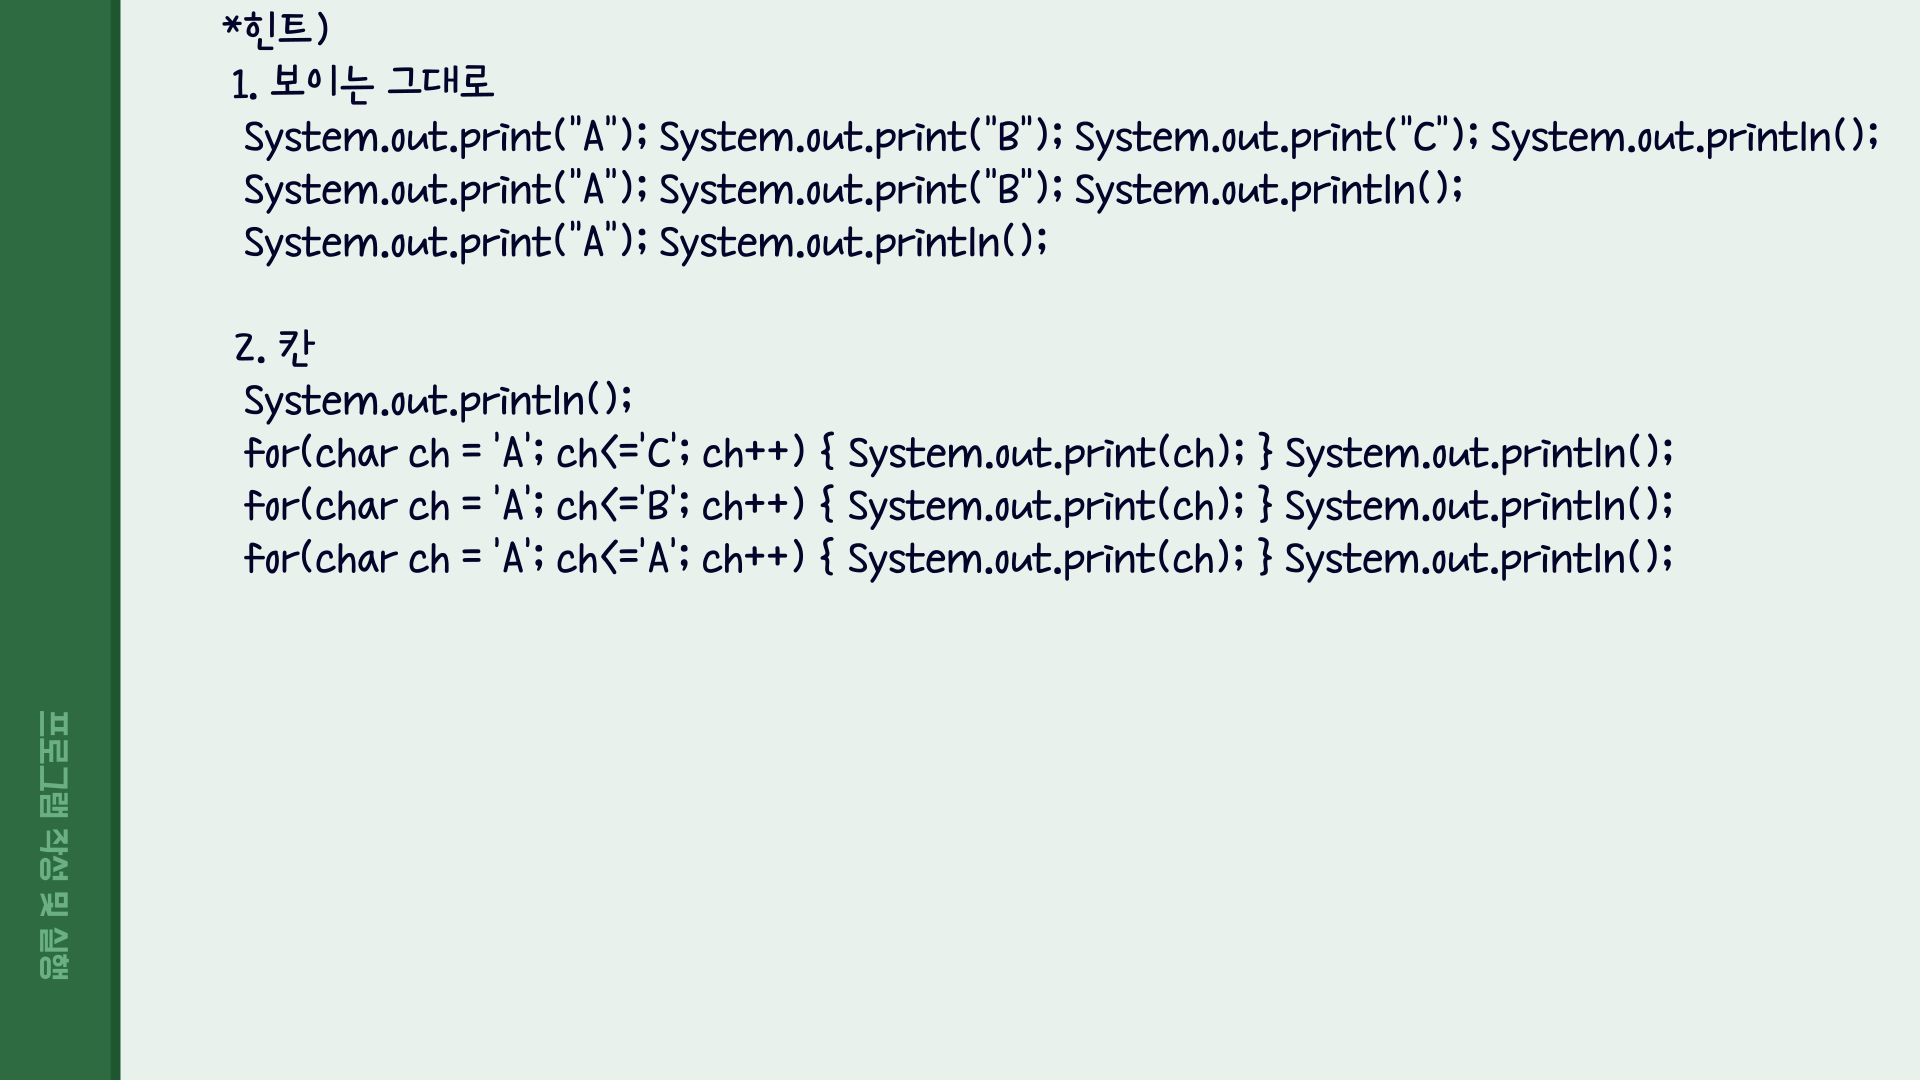 *힌트)
1. 보이는 그대로
System.out.print("A"); System.out.print("B"); System.out.print("C"); System.out.println();
System.out.print("A"); System.out.print("B"); System.out.println();
System.out.print("A"); System.out.println();
2. 칸
System.out.println();
for(char ch = 'A'; ch<='C'; ch++) { System.out.print(ch); } System.out.println();
for(char ch = 'A'; ch<='B'; ch++) { System.out.print(ch); } System.out.println();
for(char ch = 'A'; ch<='A'; ch++) { System.out.print(ch); } System.out.println();
프로그램 작성 및 실행